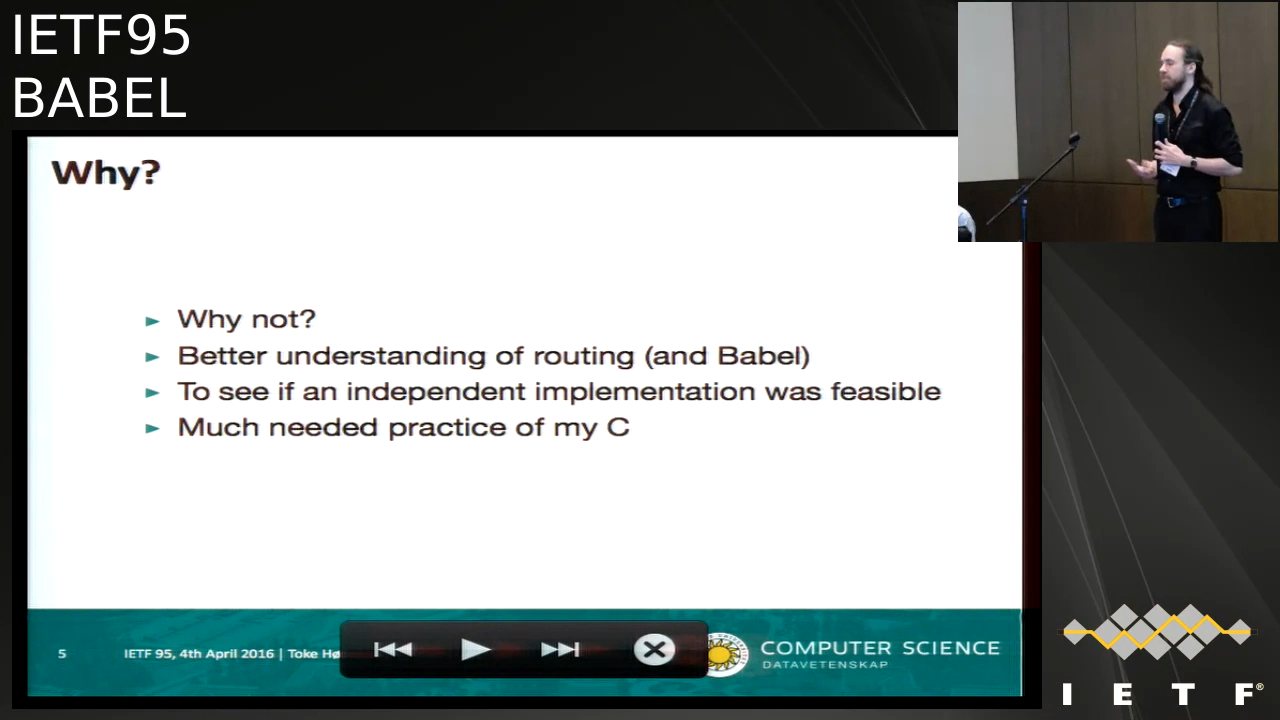 IETF95
BABEL
Why?
► Why not?
► Better understanding of routing (and Babel)
► To see if an independent implementation was feasible
► Much needed practice of my C
5
IETF 95, 4th April 2016 | Toke Hø
COMPUTER SCIENCE
DATAVETENSKAP
I E T F®